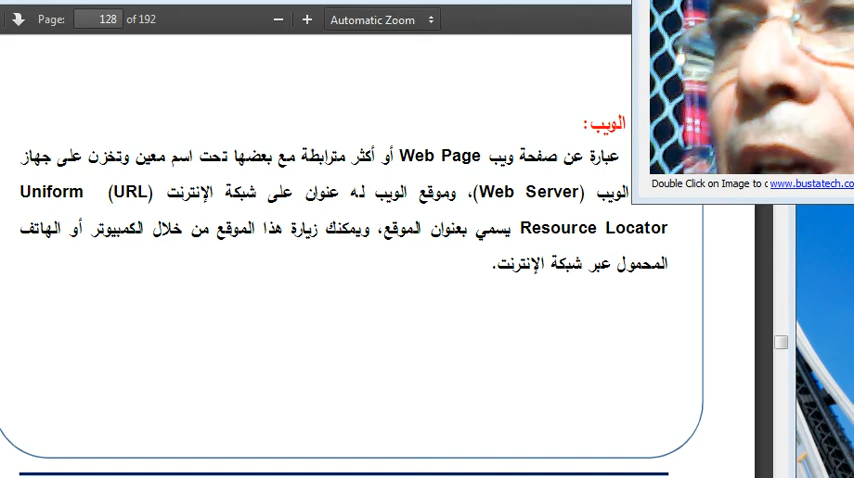 Page: 128 of 192
Automatic Zoom
الويب:
عبارة عن صفحة ويب Web Page أو أكثر مترابطة مع بعضها تحت اسم معين وتخزن على جهاز
الويب (Web Server)، وموقع الويب له عنوان على شبكة الإنترنت (URL) Uniform
Resource Locator يسمي بعنوان الموقع، ويمكنك زيارة هذا الموقع من خلال الكمبيوتر أو الهاتف
المحمول عبر شبكة الإنترنت.
Double Click on Image to c www.bustatech.com